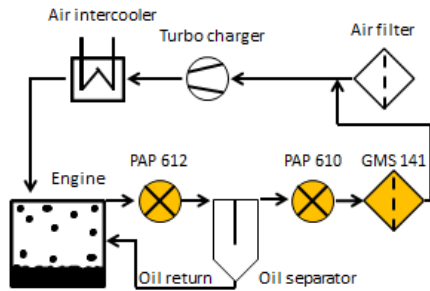 Air intercooler
Turbo charger
Air filter
Engine
PAP 612
PAP 610
GMS 141
Oil return
Oil separator